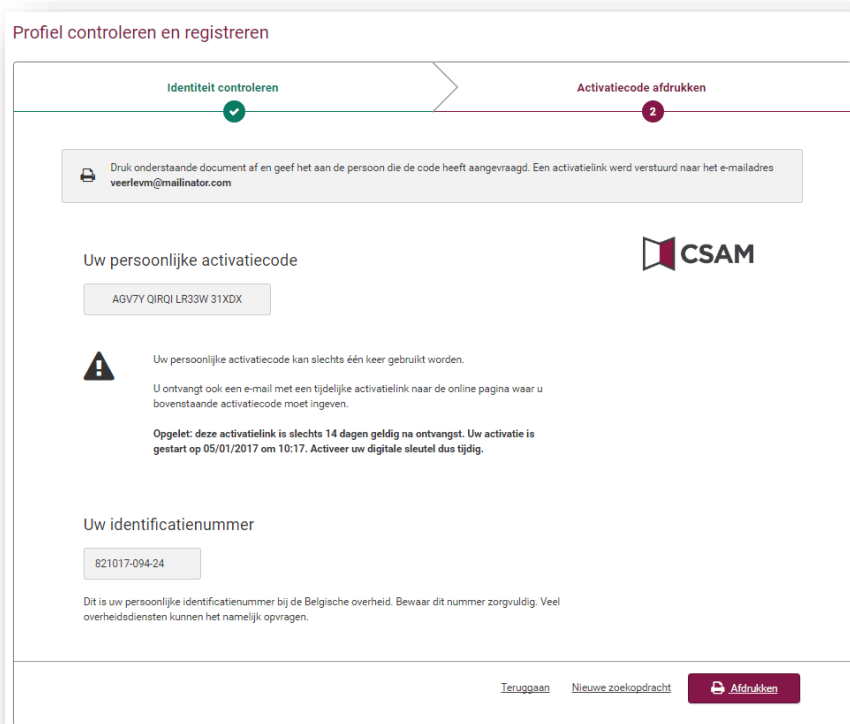 Profiel controleren en registreren
Identiteit controleren
Activatiecode afdrukken
2
Druk onderstaande document af en geef het aan de persoon die de code heeft aangevraagd. Een activatielink werd verstuurd naar het e-mailadres
veerlevm@mailinator.com
CSAM
Uw persoonlijke activatiecode
AGV7Y QIRQI LR33W 31XDX
Uw persoonlijke activatiecode kan slechts één keer gebruikt worden.
U ontvangt ook een e-mail met een tijdelijke activatielink naar de online pagina waar u
bovenstaande activatiecode moet ingeven.
Opgelet: deze activatielink is slechts 14 dagen geldig na ontvangst. Uw activatie is
gestart op 05/01/2017 om 10:17. Activeer uw digitale sleutel dus tijdig.
Uw identificatienummer
821017-094-24
Dit is uw persoonlijke identificatienummer bij de Belgische overheid. Bewaar dit nummer zorgvuldig. Veel
overheidsdiensten kunnen het namelijk opvragen.
Teruggaan
Nieuwe zoekopdracht
Afdrukken